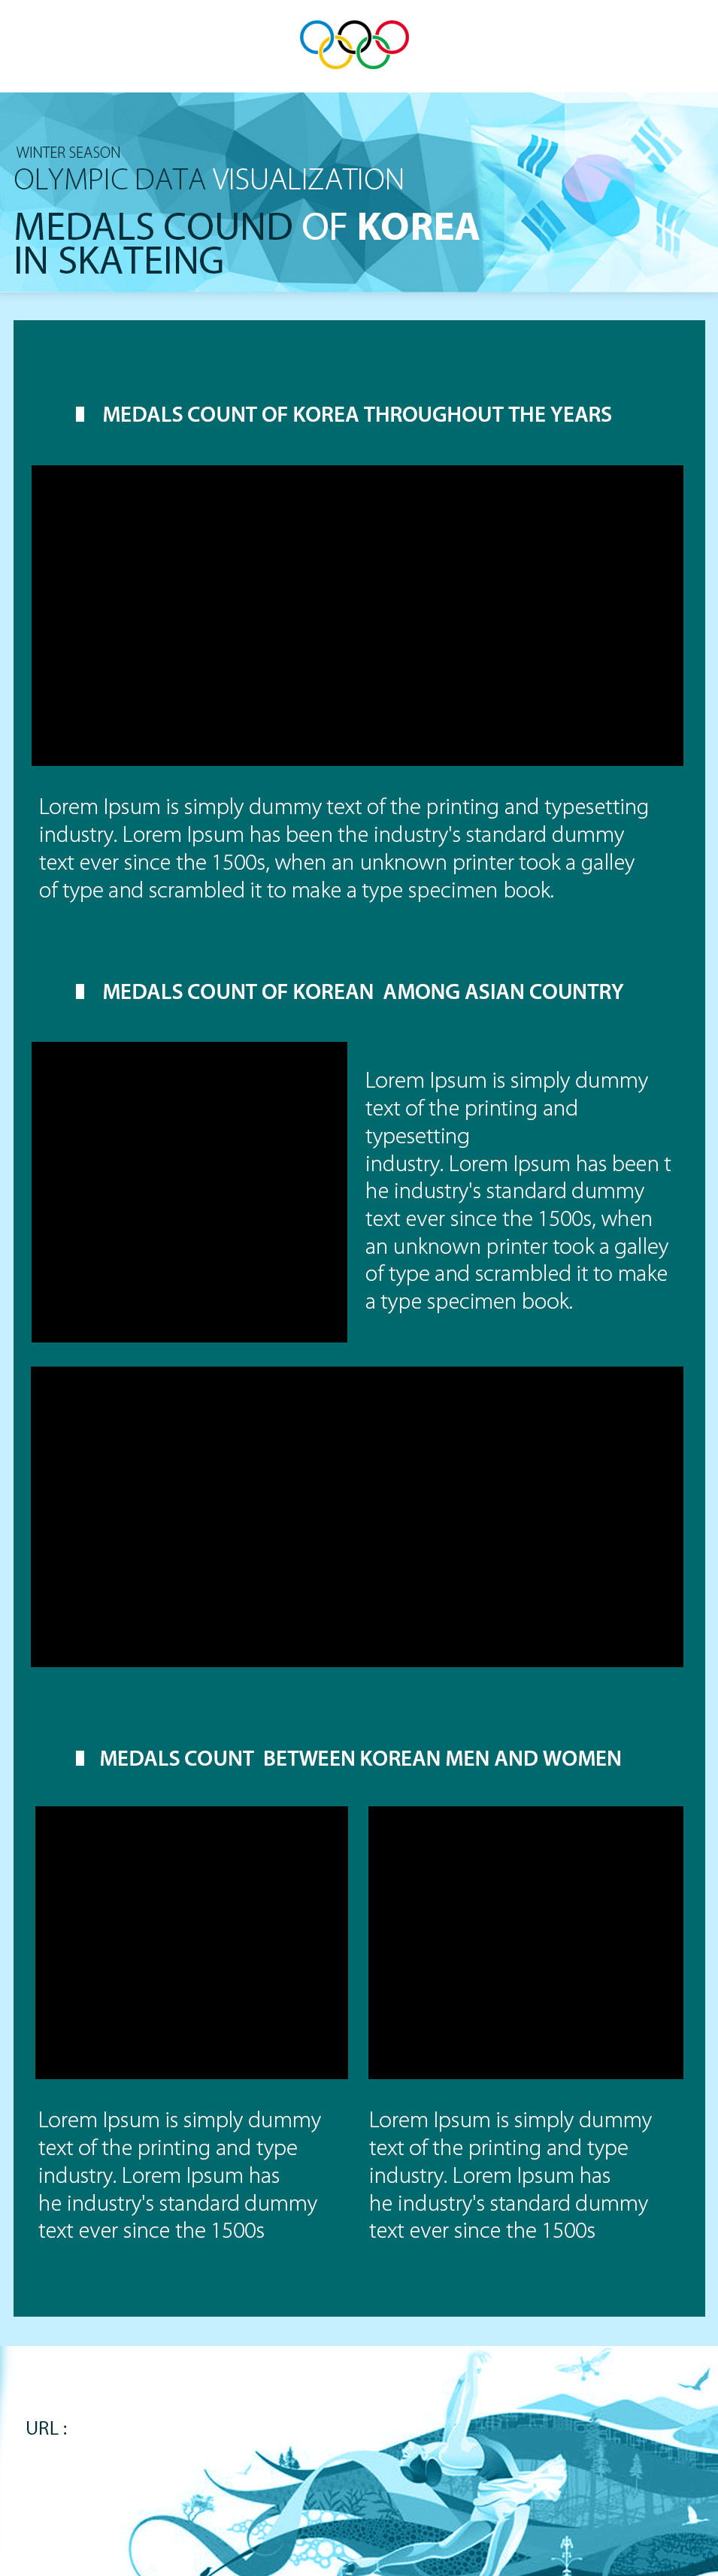 WINTER SEASON
OLYMPIC DATA VISUALIZATION
MEDALS COUND OF KOREA
IN SKATEING
MEDALS COUNT OF KOREA THROUGHOUT THE YEARS
Lorem Ipsum is simply dummy text of the printing and typesetting
industry. Lorem Ipsum has been the industry's standard dummy
text ever since the 1500s, when an unknown printer took a galley
of type and scrambled it to make a type specimen book.
MEDALS COUNT OF KOREAN AMONG ASIAN COUNTRY
Lorem Ipsum is simply dummy
text of the printing and
typesetting
industry. Lorem Ipsum has been t
he industry's standard dummy
text ever since the 1500s, when
an unknown printer took a galley
of type and scrambled it to make
a type specimen book.
MEDALS COUNT BETWEEN KOREAN MEN AND WOMEN
Lorem Ipsum is simply dummy
text of the printing and type
industry. Lorem Ipsum has
he industry's standard dummy
text ever since the 1500s
Lorem Ipsum is simply dummy
text of the printing and type
industry. Lorem Ipsum has
he industry's standard dummy
text ever since the 1500s
URL :